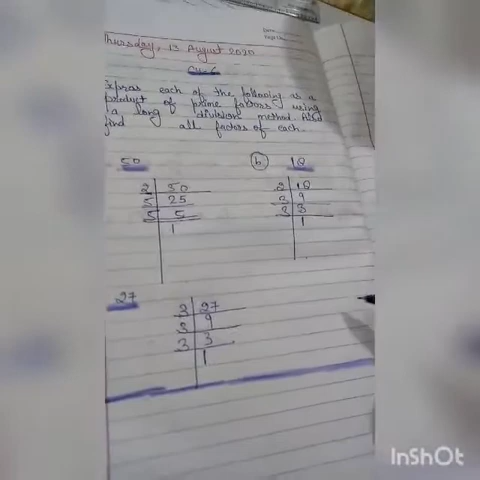 Thursday, 13 August 2020
Express each of the following as a
product of prime factors using
a long division method. Also
find all factors of each.
50 (b) 18
2 50 2 18
5 25 3 9
5 5 3 3
1 1
27
3 27
3 9
3 3
1
InShOt